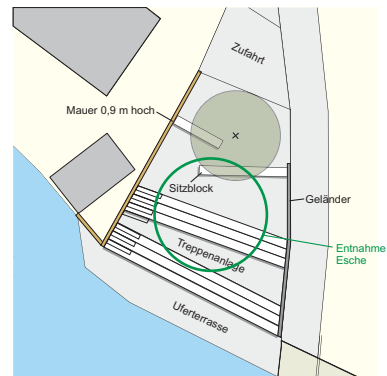 Zufahrt
Mauer 0,9 m hoch
Sitzblock
Geländer
Treppenanlage
Entnahme
Esche
Uferterrasse